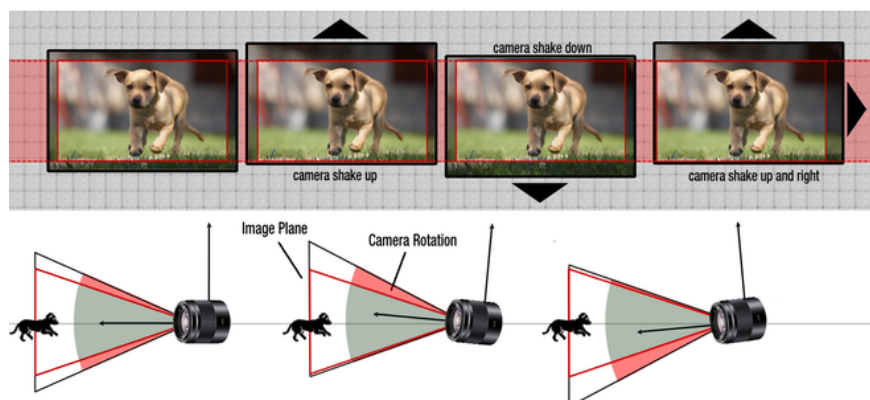 camera shake up
camera shake down
camera shake up and right
Image Plane
Camera Rotation